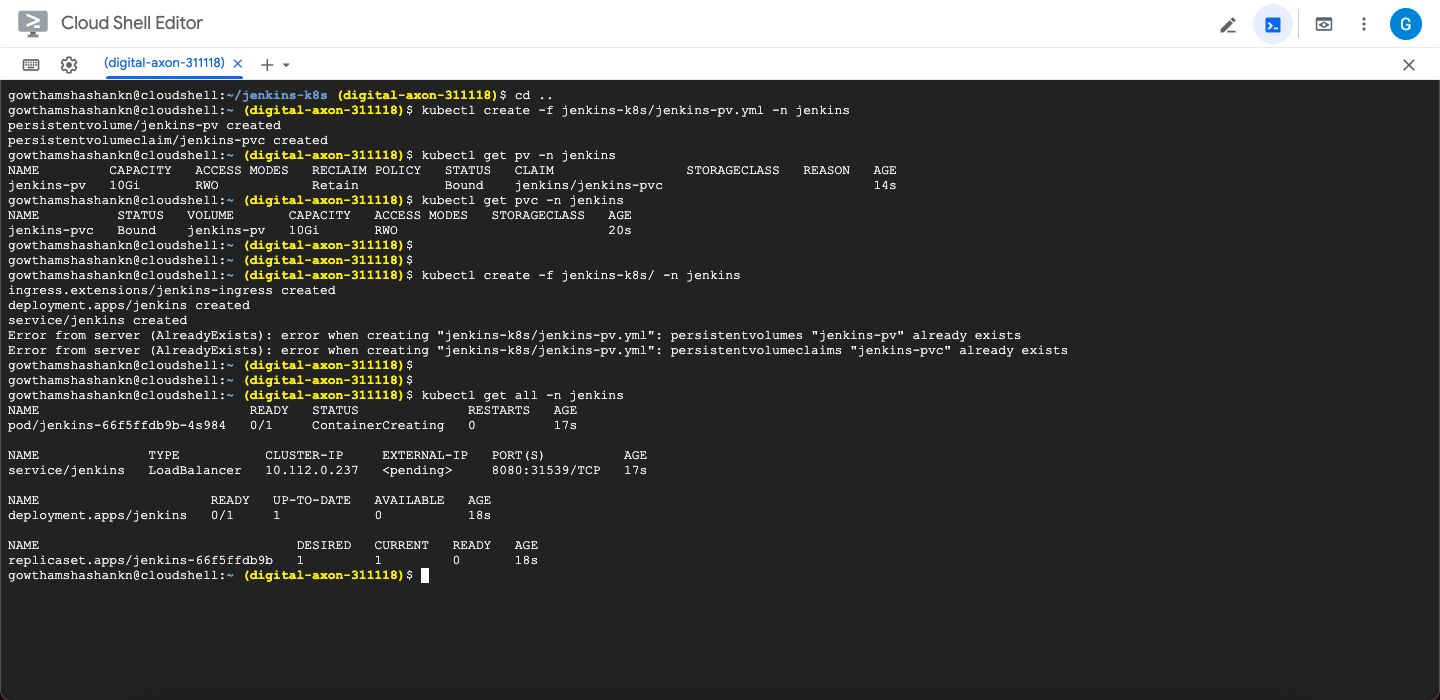 Cloud Shell Editor
G
(digital-axon-311118)
gowthamshashankn@cloudshell:~/jenkins-k8s (digital-axon-311118)$ cd ..
gowthamshashankn@cloudshell:~ (digital-axon-311118)$ kubectl create -f jenkins-k8s/jenkins-pv.yml -n jenkins
persistentvolume/jenkins-pv created
persistentvolumeclaim/jenkins-pvc created
gowthamshashankn@cloudshell:~ (digital-axon-311118)$ kubectl get pv -n jenkins
NAME         CAPACITY   ACCESS MODES   RECLAIM POLICY   STATUS   CLAIM                 STORAGECLASS   REASON   AGE
jenkins-pv   10Gi       RWO            Retain           Bound    jenkins/jenkins-pvc                           14s
gowthamshashankn@cloudshell:~ (digital-axon-311118)$ kubectl get pvc -n jenkins
NAME          STATUS   VOLUME       CAPACITY   ACCESS MODES   STORAGECLASS   AGE
jenkins-pvc   Bound    jenkins-pv   10Gi       RWO                           20s
gowthamshashankn@cloudshell:~ (digital-axon-311118)$
gowthamshashankn@cloudshell:~ (digital-axon-311118)$
gowthamshashankn@cloudshell:~ (digital-axon-311118)$ kubectl create -f jenkins-k8s/ -n jenkins
ingress.extensions/jenkins-ingress created
deployment.apps/jenkins created
service/jenkins created
Error from server (AlreadyExists): error when creating "jenkins-k8s/jenkins-pv.yml": persistentvolumes "jenkins-pv" already exists
Error from server (AlreadyExists): error when creating "jenkins-k8s/jenkins-pv.yml": persistentvolumeclaims "jenkins-pvc" already exists
gowthamshashankn@cloudshell:~ (digital-axon-311118)$
gowthamshashankn@cloudshell:~ (digital-axon-311118)$
gowthamshashankn@cloudshell:~ (digital-axon-311118)$ kubectl get all -n jenkins
NAME                           READY   STATUS              RESTARTS   AGE
pod/jenkins-66f5ffdb9b-4s984   0/1     ContainerCreating   0          17s
NAME              TYPE           CLUSTER-IP     EXTERNAL-IP   PORT(S)          AGE
service/jenkins   LoadBalancer   10.112.0.237   <pending>     8080:31539/TCP   17s
NAME                      READY   UP-TO-DATE   AVAILABLE   AGE
deployment.apps/jenkins   0/1     1            0           18s
NAME                                 DESIRED   CURRENT   READY   AGE
replicaset.apps/jenkins-66f5ffdb9b   1         1         0       18s
gowthamshashankn@cloudshell:~ (digital-axon-311118)$